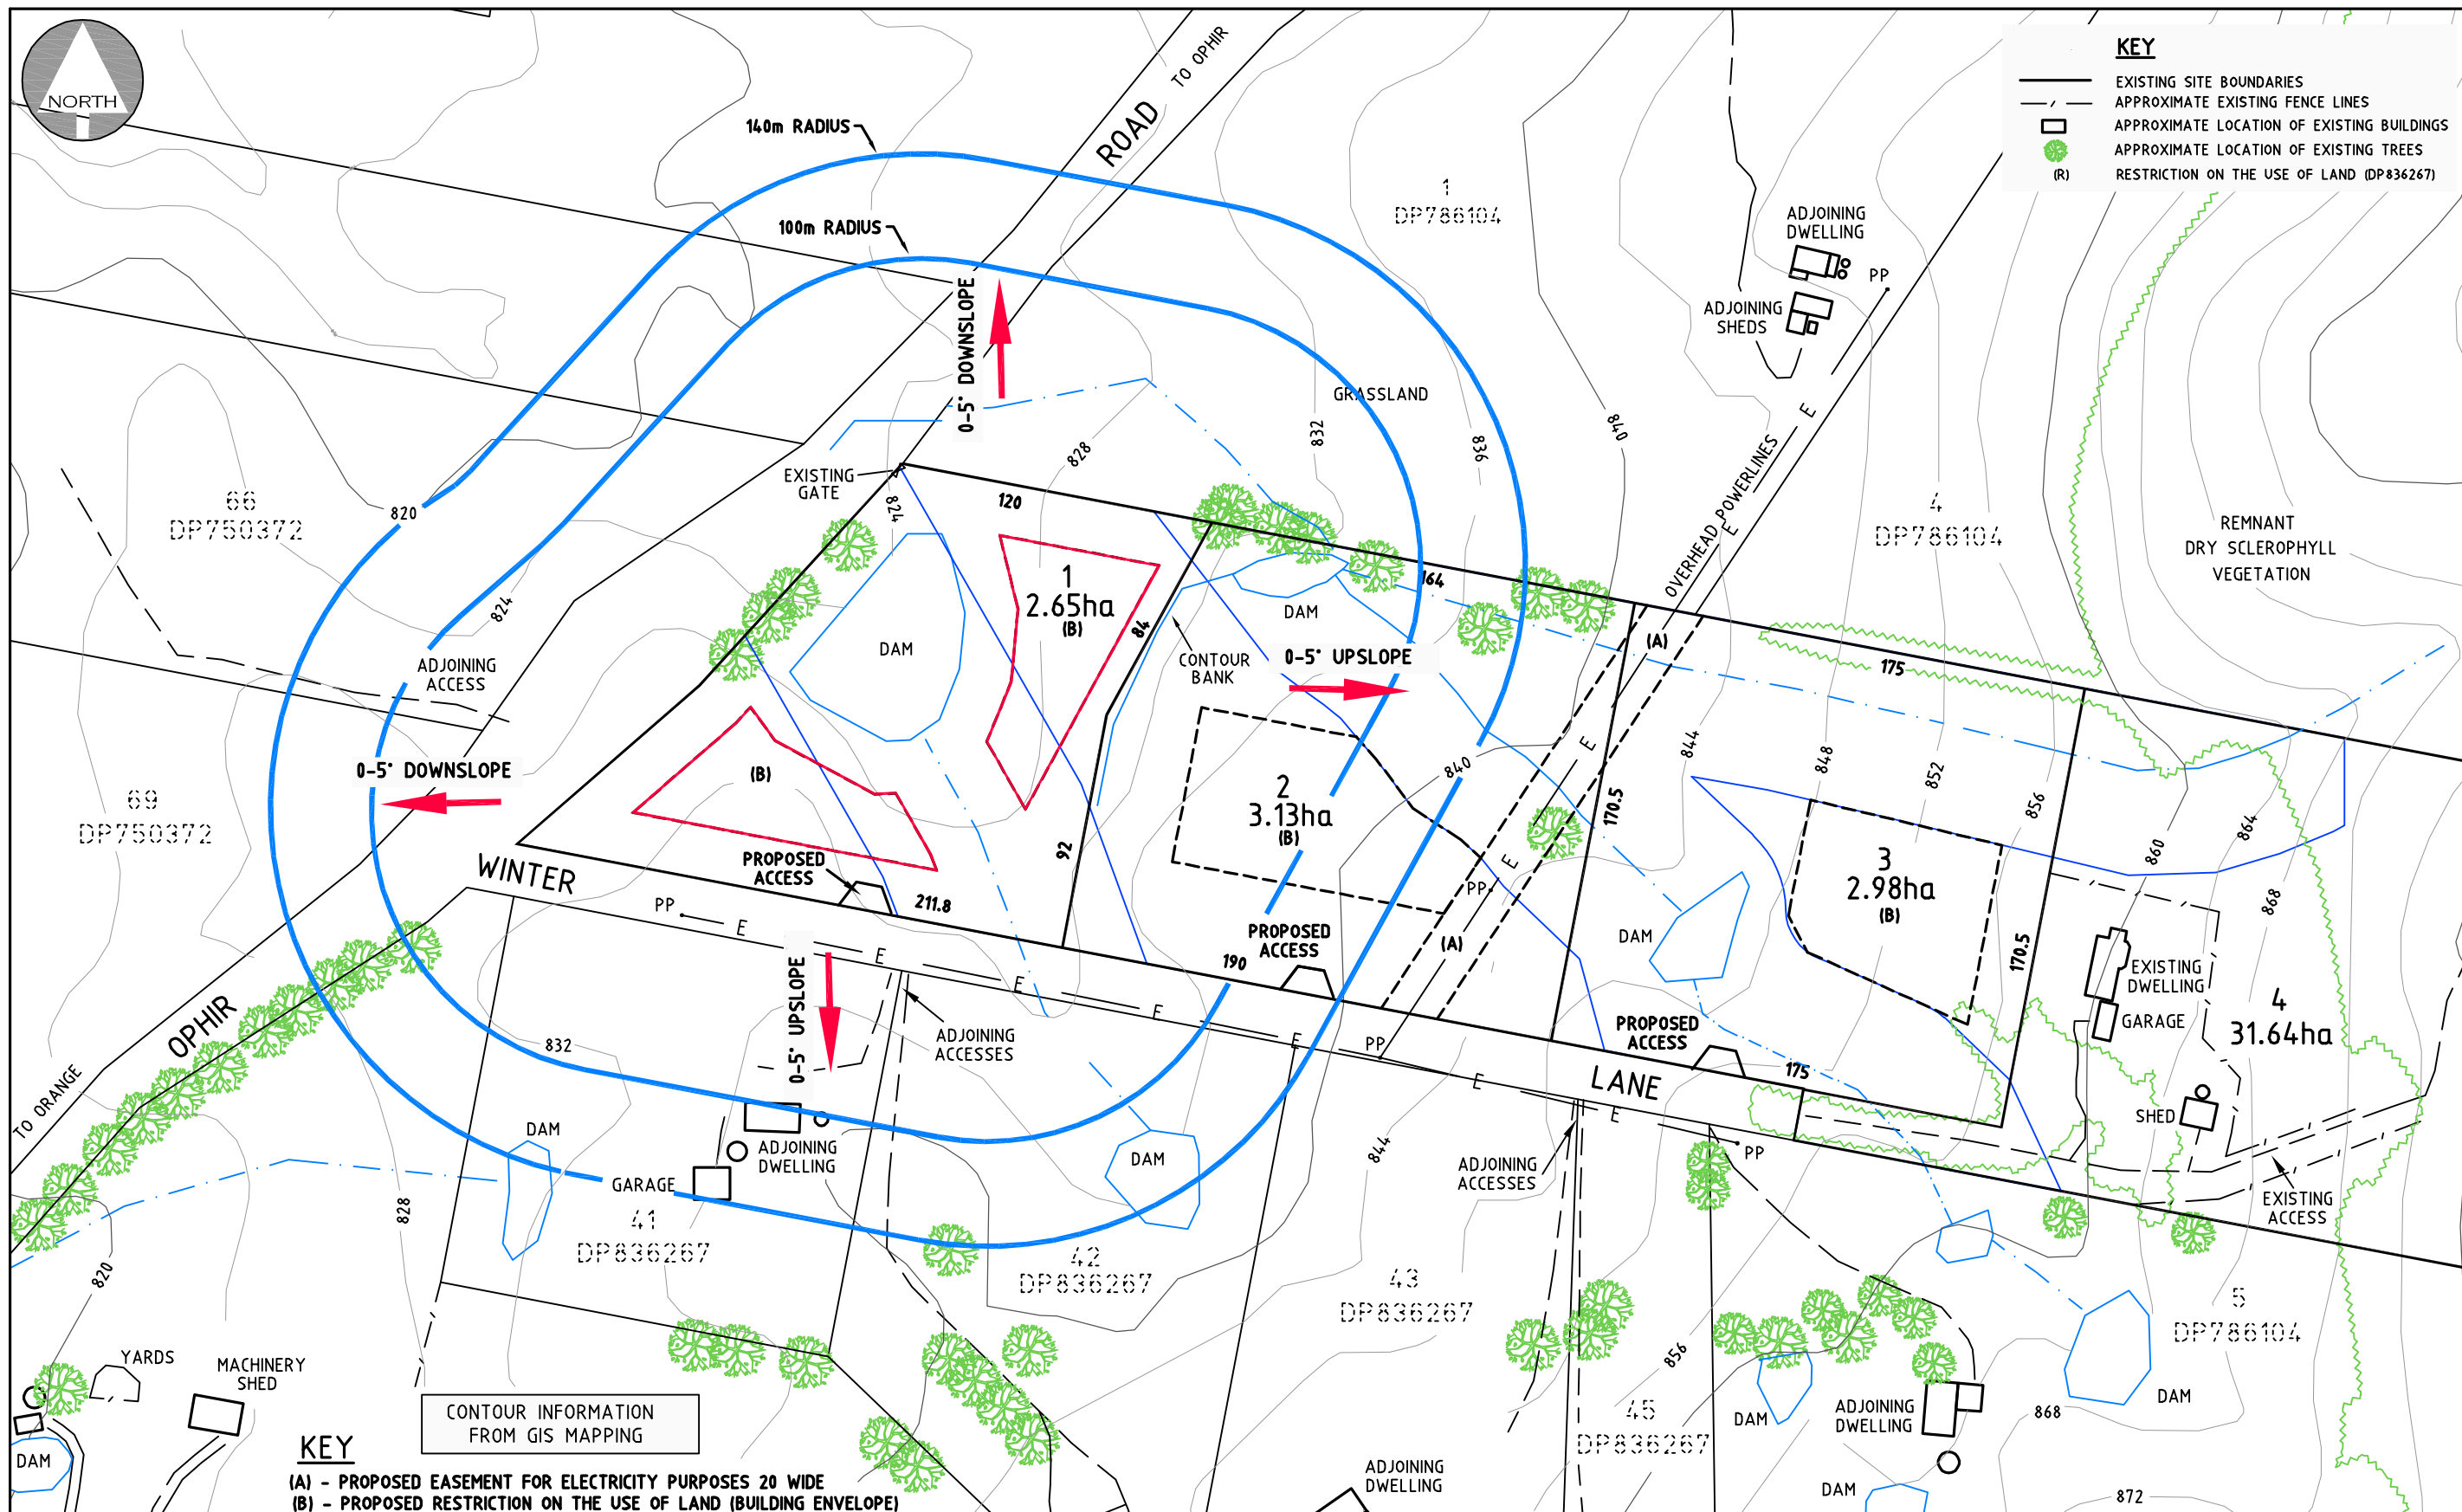 NORTH
KEY
EXISTING SITE BOUNDARIES
APPROXIMATE EXISTING FENCE LINES
APPROXIMATE LOCATION OF EXISTING BUILDINGS
APPROXIMATE LOCATION OF EXISTING TREES
(R) RESTRICTION ON THE USE OF LAND (DP836267)
TO OPHIR
ROAD
140m RADIUS
100m RADIUS
1
DP786104
ADJOINING
DWELLING
PP
ADJOINING
SHEDS
0-5° DOWNSLOPE
GRASSLAND
832
836
840
828
E
OVERHEAD POWERLINES
E
EXISTING
GATE
824
120
66
DP750372
820
4
DP786104
REMNANT
DRY SCLEROPHYLL
VEGETATION
164
824
1
2.65ha
(B)
84
DAM
DAM
CONTOUR
BANK
0-5° UPSLOPE
(A)
175
ADJOINING
ACCESS
0-5° DOWNSLOPE
(B)
69
DP750372
2
3.13ha
(B)
840
E
844
848
852
856
170.5
860
864
868
92
3
2.98ha
(B)
WINTER
PROPOSED
ACCESS
211.8
PP
E
E
E
E
E
PP
E
(A)
PROPOSED
ACCESS
190
DAM
170.5
EXISTING
DWELLING
GARAGE
4
31.64ha
OPHIR
TO ORANGE
832
0-5° UPSLOPE
ADJOINING
ACCESSES
PP
E
E
LANE
PROPOSED
ACCESS
175
PP
SHED
DAM
ADJOINING
DWELLING
GARAGE
DAM
844
ADJOINING
ACCESSES
EXISTING
ACCESS
828
820
41
DP836267
42
DP836267
43
DP836267
45
DP836267
5
DP786104
856
YARDS
MACHINERY
SHED
DAM
CONTOUR INFORMATION
FROM GIS MAPPING
KEY
(A) - PROPOSED EASEMENT FOR ELECTRICITY PURPOSES 20 WIDE
(B) - PROPOSED RESTRICTION ON THE USE OF LAND (BUILDING ENVELOPE)
ADJOINING
DWELLING
DAM
ADJOINING
DWELLING
868
DAM
DAM
872